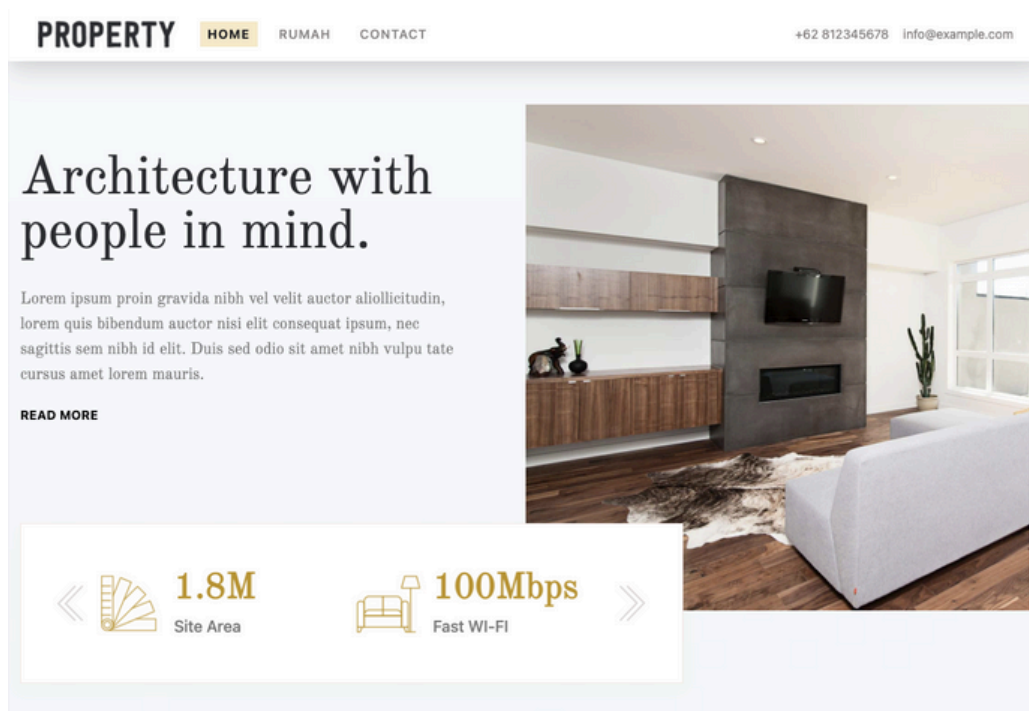 PROPERTY HOME RUMAH CONTACT +62 812345678 info@example.com
Architecture with
people in mind.
Lorem ipsum proin gravida nibh vel velit auctor aliollicitudin,
lorem quis bibendum auctor nisi elit consequat ipsum, nec
sagittis sem nibh id elit. Duis sed odio sit amet nibh vulpu tate
cursus amet lorem mauris.
READ MORE
1.8M
Site Area
100Mbps
Fast WI-FI